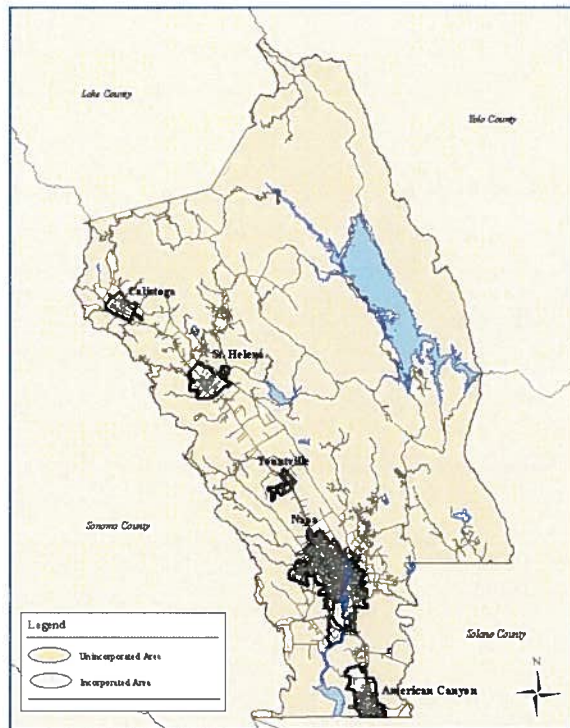 Lake County
Yolo County
Calistoga
St. Helena
Yountville
Napa
Sonoma County
Legend
Unincorporated Area
Incorporated Area
Solano County
N
American Canyon